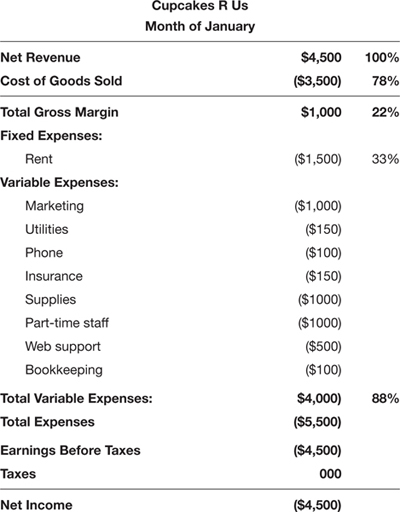 Cupcakes R Us
Month of January
Net Revenue $4,500 100%
Cost of Goods Sold ($3,500) 78%
Total Gross Margin $1,000 22%
Fixed Expenses:
Rent ($1,500) 33%
Variable Expenses:
Marketing ($1,000)
Utilities ($150)
Phone ($100)
Insurance ($150)
Supplies ($1000)
Part-time staff ($1000)
Web support ($500)
Bookkeeping ($100)
Total Variable Expenses: $4,000) 88%
Total Expenses ($5,500)
Earnings Before Taxes ($4,500)
Taxes 000
Net Income ($4,500)